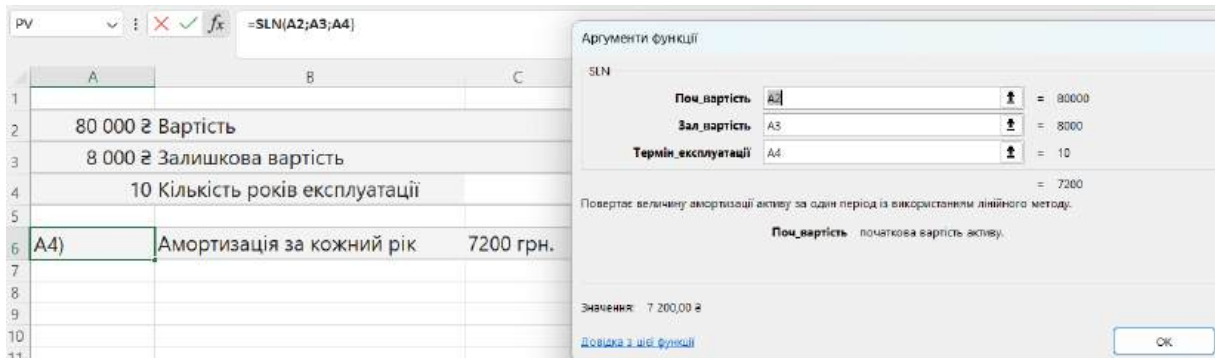 PV fx =SLN(A2;A3;A4)
A B C
1
2 80 000 ₴ Вартість
3 8 000 ₴ Залишкова вартість
4 10 Кількість років експлуатації
5
6 A4) Амортизація за кожний рік 7200 грн.
7
8
9
10
11
Аргументи функції
SLN
Поч_вартість A2 = 80000
Зал_вартість A3 = 8000
Термін_експлуатації A4 = 10
= 7200
Повертає величину амортизації активу за один період із використанням лінійного методу.
Поч_вартість початкова вартість активу.
Значення: 7 200,00 ₴
Довідка з цієї функції
OK